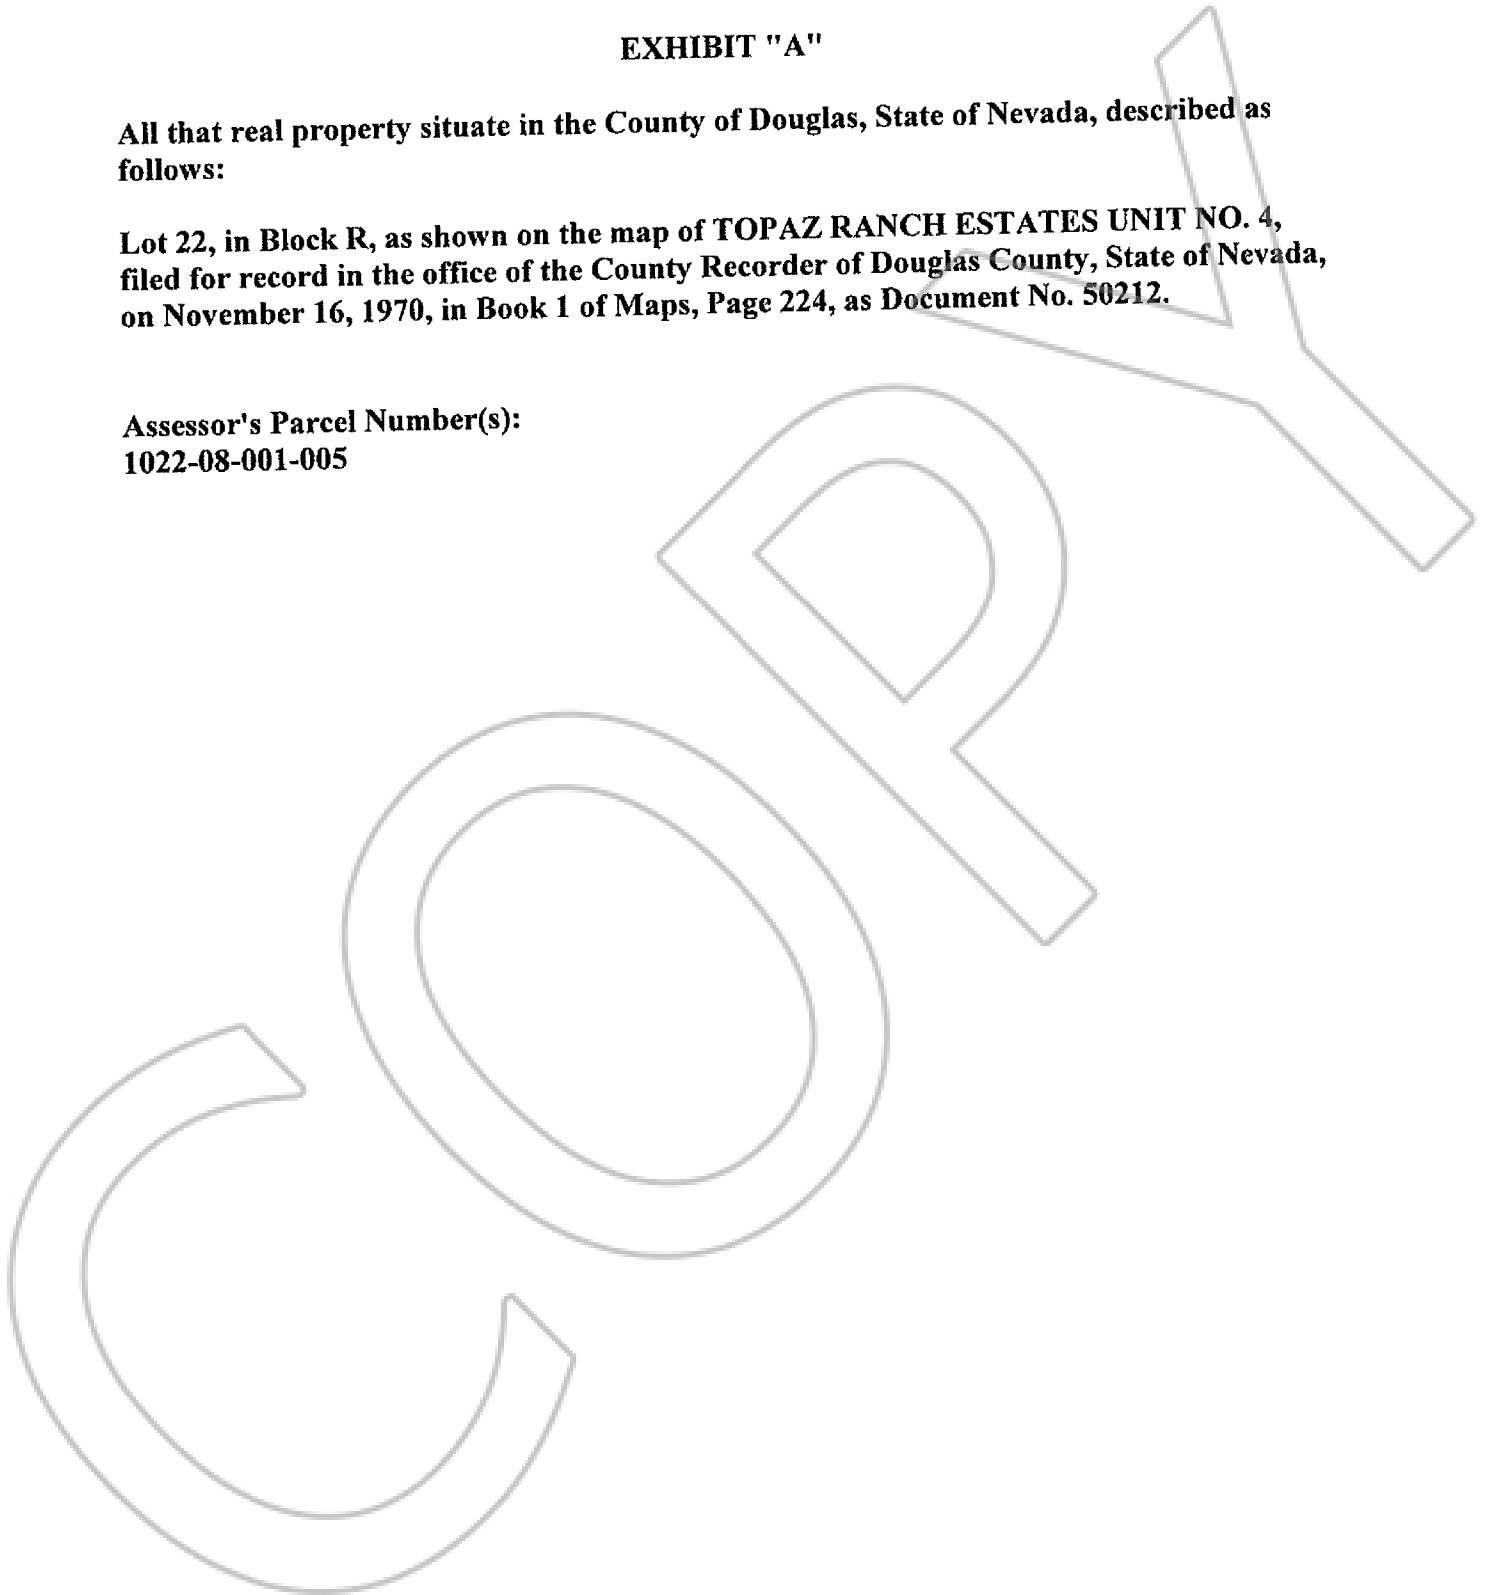 EXHIBIT "A"
All that real property situate in the County of Douglas, State of Nevada, described as
follows:
Lot 22, in Block R, as shown on the map of TOPAZ RANCH ESTATES UNIT NO. 4,
filed for record in the office of the County Recorder of Douglas County, State of Nevada,
on November 16, 1970, in Book 1 of Maps, Page 224, as Document No. 50212.
Assessor's Parcel Number(s):
1022-08-001-005
COPY